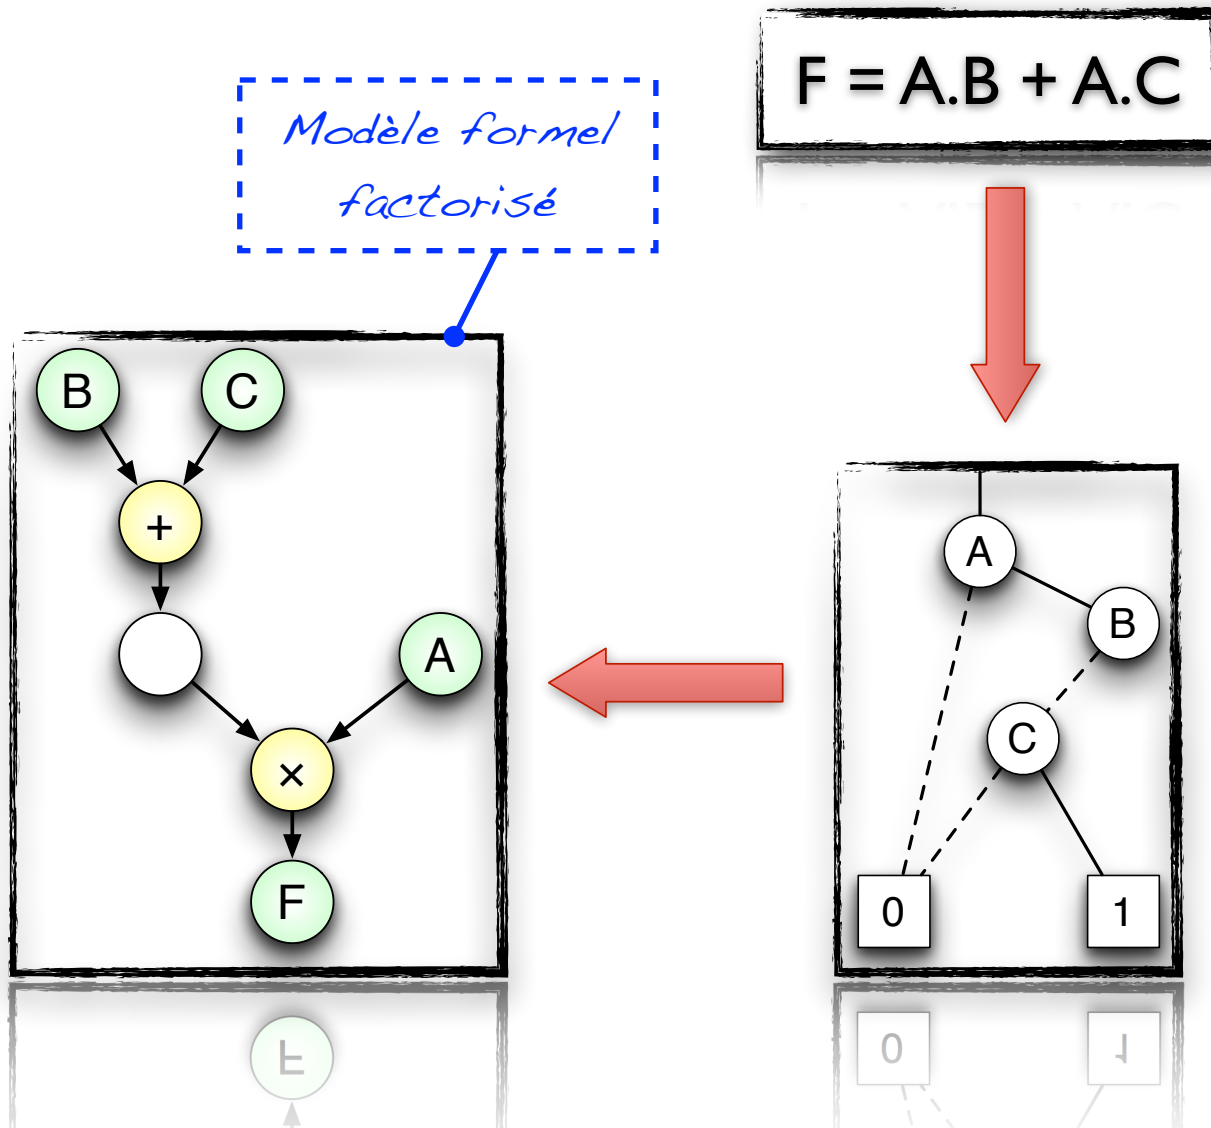 F = A.B + A.C
Modèle formel
factorisé
B
C
+
A
×
F
A
B
C
0
1